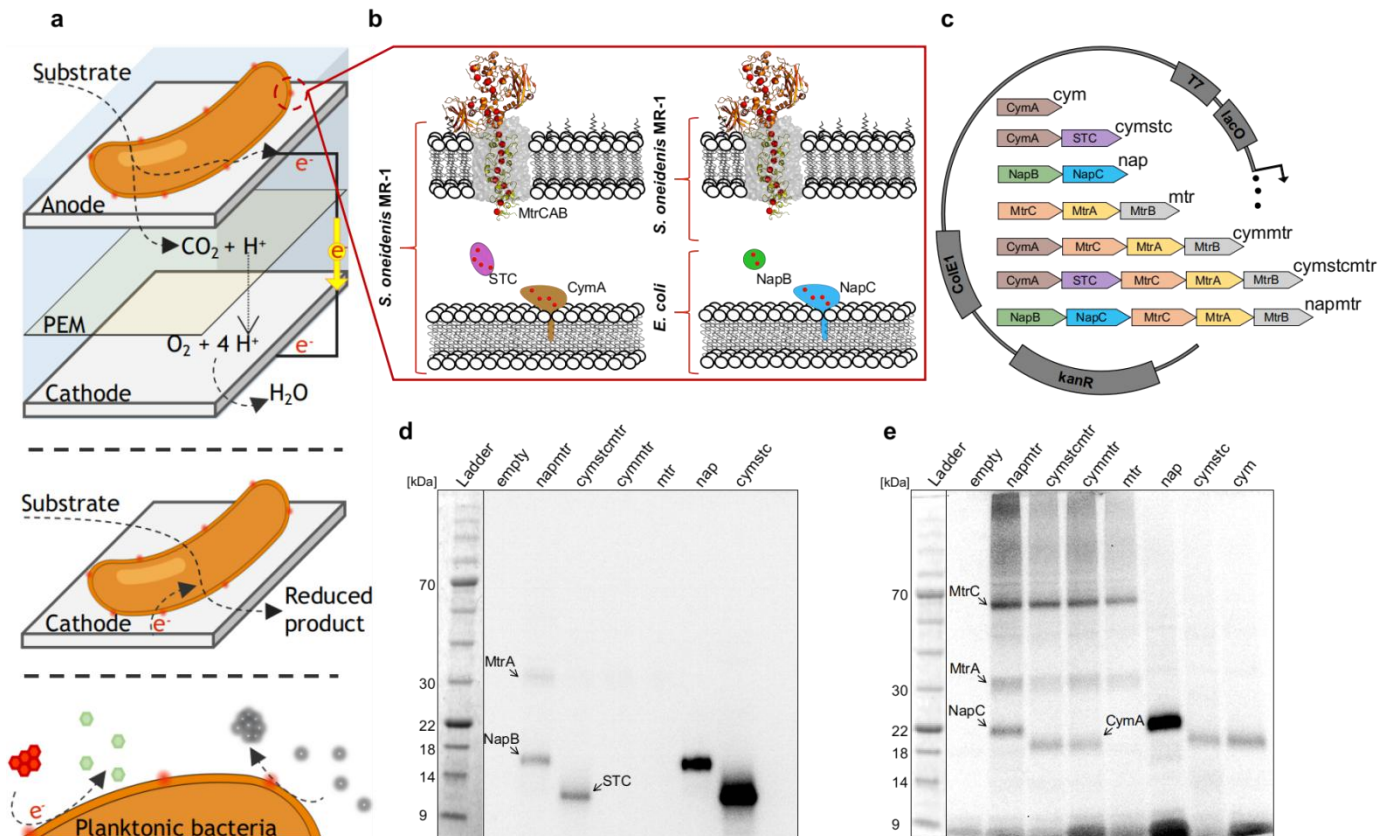 a
Substrate
e-
Anode
CO2 + H+
e-
PEM
O2 + 4 H+
e-
Cathode
H2O
Substrate
Cathode
e-
Reduced
product
e-
Planktonic bacteria
b
S. oneidenis MR-1
MtrCAB
STC
CymA
S. oneidenis MR-1
E. coli
NapB
NapC
c
T7
lacO
ColE1
kanR
CymA
cym
CymA STC
cymstc
NapB NapC
nap
MtrC MtrA MtrB
mtr
CymA MtrC MtrA MtrB
cymmtr
CymA STC MtrC MtrA MtrB
cymstcmtr
NapB NapC MtrC MtrA MtrB
napmtr
d
[kDa]
Ladder
empty
napmtr
cymstcmtr
cymmtr
mtr
nap
cymstc
70
30
22
18
14
9
MtrA
NapB
STC
e
[kDa]
Ladder
empty
napmtr
cymstcmtr
cymmtr
mtr
nap
cymstc
cym
70
30
22
18
14
9
MtrC
MtrA
NapC
CymA